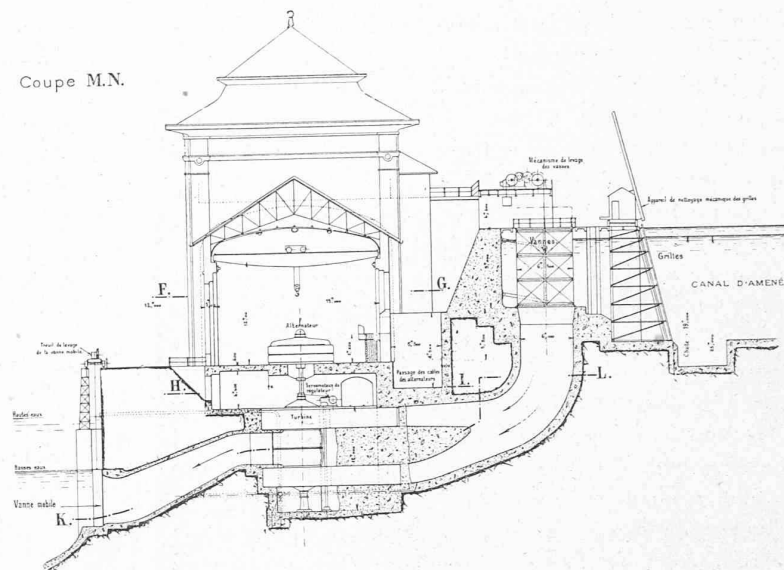 Coupe M.N.
Mécanisme de levage
des vannes
Appareil de nettoyage mécanique des grilles
Vannes
Grilles
CANAL D'AMENÉ
F.
G.
Alternateur
Treuil de levage
de la vanne mobile
H.
Servomoteur du
régulateur
Passage des câbles
des alternateurs
I.
L.
Turbine
Hautes eaux
Bonnes eaux
Vanne mobile
K.